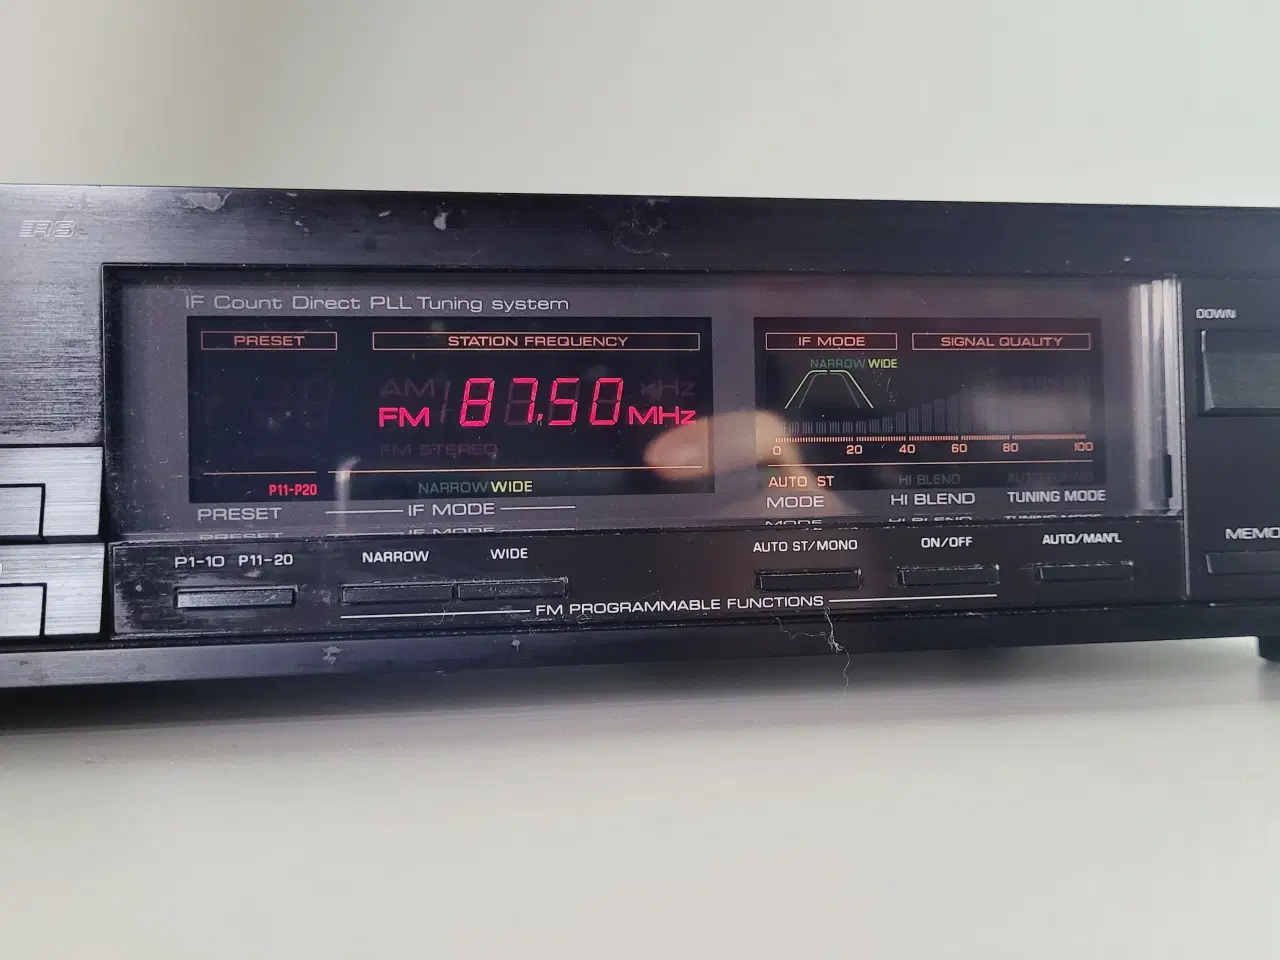 IF Count Direct PLL Tuning system
PRESET STATION FREQUENCY IF MODE SIGNAL QUALITY
NARROW WIDE
AM kHz
FM 87.50 MHz
FM STEREO
0 20 40 60 80 100
P11-P20 NARROW WIDE AUTO ST HI BLEND AUTO TUNING
PRESET IF MODE MODE HI BLEND TUNING MODE
DOWN
MEMO
P1-10 P11-20 NARROW WIDE AUTO ST/MONO ON/OFF AUTO/MAN'L
FM PROGRAMMABLE FUNCTIONS